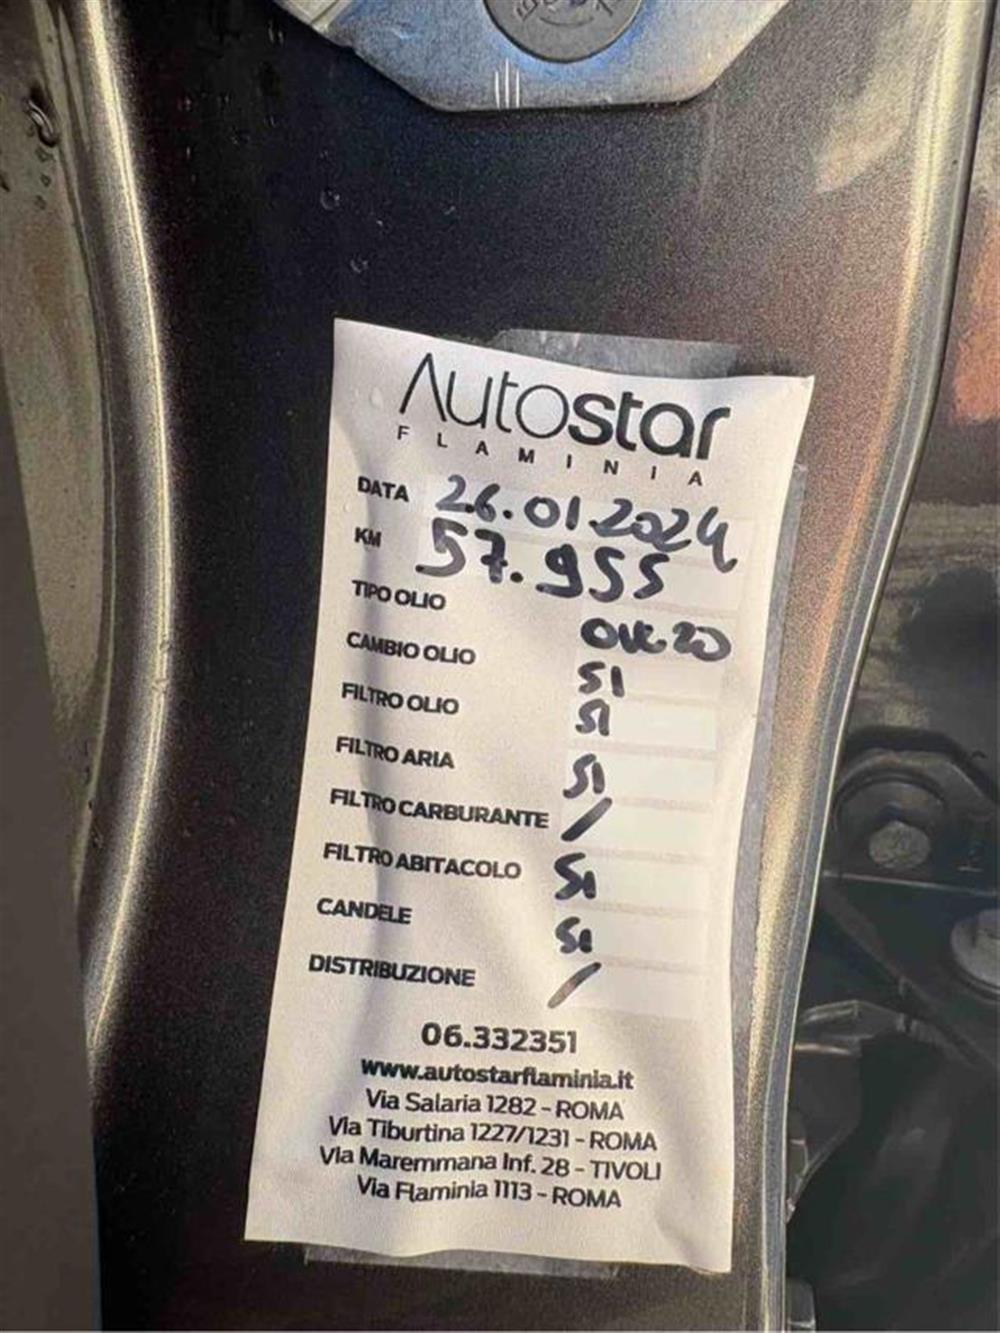 Autostar
FLAMINIA
DATA 26.01.2024
KM 57.955
TIPO OLIO
CAMBIO OLIO SI
FILTRO OLIO SI
FILTRO ARIA SI
FILTRO CARBURANTE /
FILTRO ABITACOLO SI
CANDELE SI
DISTRIBUZIONE /
06.332351
www.autostarflaminia.it
Via Salaria 1282 - ROMA
Via Tiburtina 1227/1231 - ROMA
Via Maremmana Inf. 28 - TIVOLI
Via Flaminia 1113 - ROMA